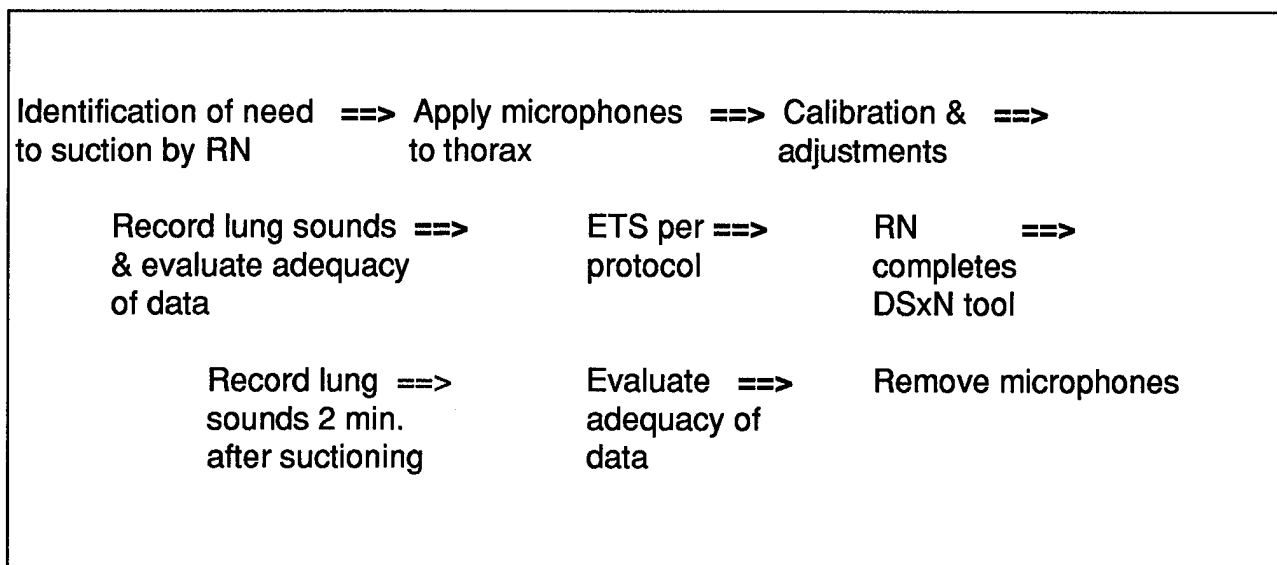 Identification of need ==> Apply microphones ==> Calibration & ==>
to suction by RN to thorax adjustments
Record lung sounds ==> ETS per ==> RN ==>
& evaluate adequacy protocol completes
of data DSxN tool
Record lung ==> Evaluate ==> Remove microphones
sounds 2 min. adequacy of
after suctioning data